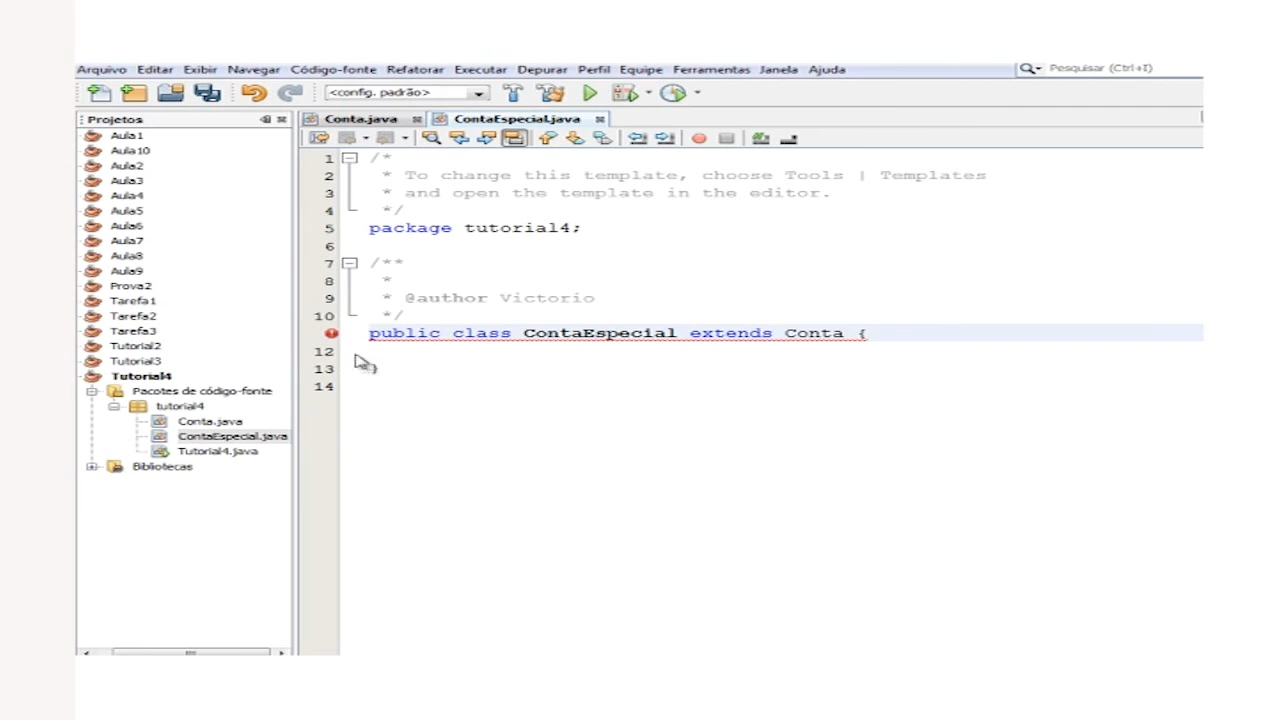 Arquivo Editar Exibir Navegar Código-fonte Refatorar Executar Depurar Perfil Equipe Ferramentas Janela Ajuda
Pesquisar (Ctrl+I)
<config. padrão>
Projetos
Conta.java
ContaEspecial.java
Aula1
Aula10
Aula2
Aula3
Aula4
Aula5
Aula6
Aula7
Aula8
Aula9
Prova2
Tarefa1
Tarefa2
Tarefa3
Tutorial2
Tutorial3
Tutorial4
Pacotes de código-fonte
tutorial4
Conta.java
ContaEspecial.java
Tutorial4.java
Bibliotecas
1 /*
2 * To change this template, choose Tools | Templates
3 * and open the template in the editor.
4 */
5 package tutorial4;
6
7 /**
8 *
9 * @author Victorio
10 */
public class ContaEspecial extends Conta {
12
13 }
14